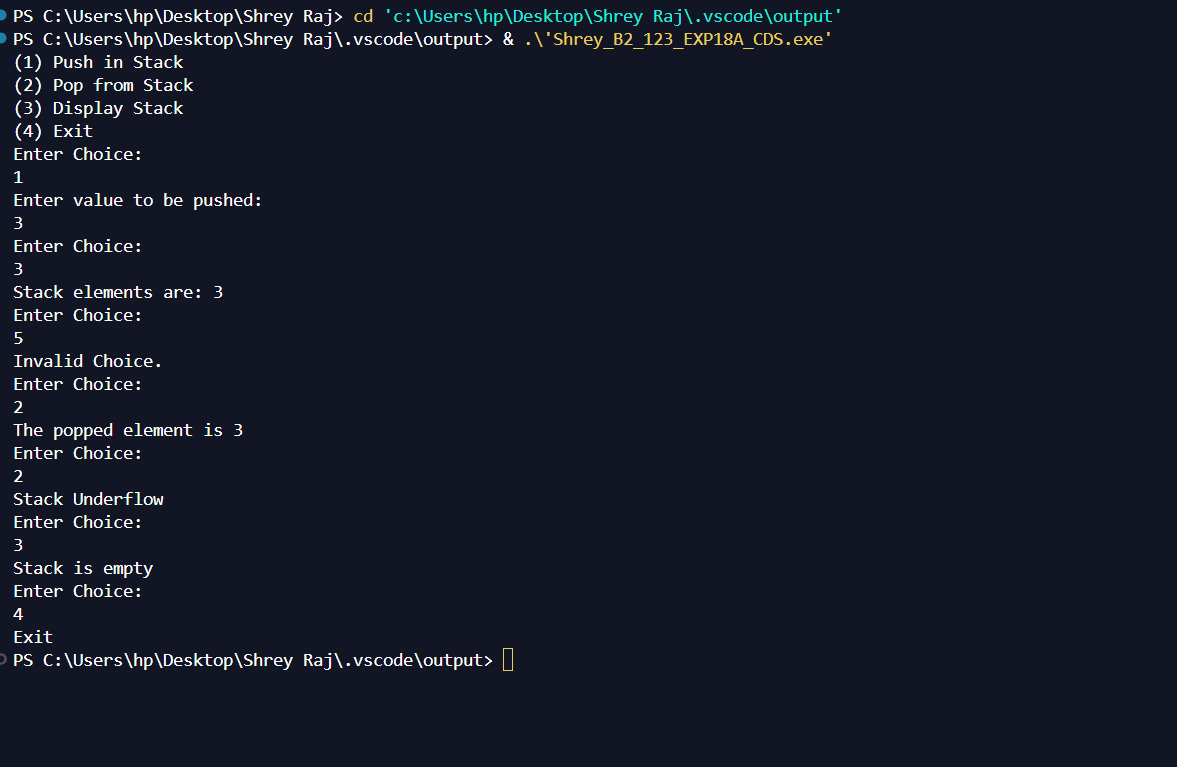 PS C:\Users\hp\Desktop\Shrey Raj> cd 'c:\Users\hp\Desktop\Shrey Raj\.vscode\output'
PS C:\Users\hp\Desktop\Shrey Raj\.vscode\output> & .\'Shrey_B2_123_EXP18A_CDS.exe'
(1) Push in Stack
(2) Pop from Stack
(3) Display Stack
(4) Exit
Enter Choice:
1
Enter value to be pushed:
3
Enter Choice:
3
Stack elements are: 3
Enter Choice:
5
Invalid Choice.
Enter Choice:
2
The popped element is 3
Enter Choice:
2
Stack Underflow
Enter Choice:
3
Stack is empty
Enter Choice:
4
Exit
PS C:\Users\hp\Desktop\Shrey Raj\.vscode\output>